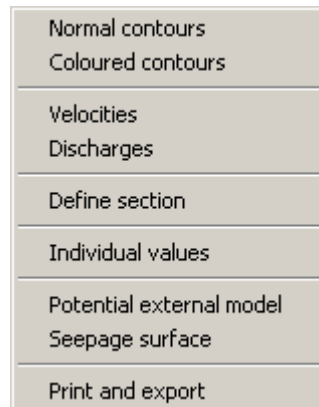 Normal contours
Coloured contours
Velocities
Discharges
Define section
Individual values
Potential external model
Seepage surface
Print and export